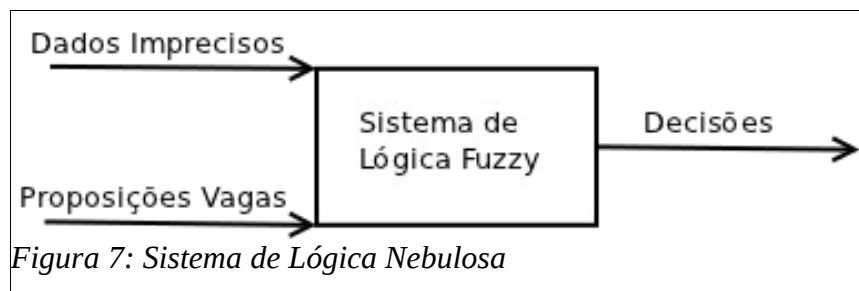 Dados Imprecisos
Sistema de
Lógica Fuzzy
Decisões
Proposições Vagas
Figura 7: Sistema de Lógica Nebulosa